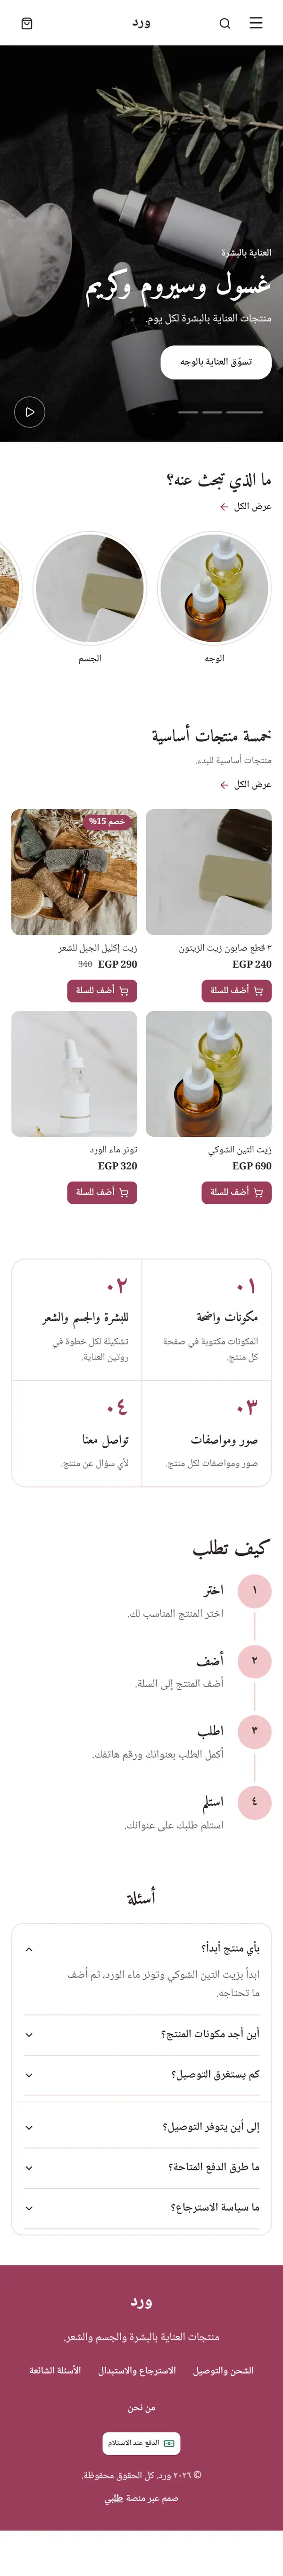 ورد
العناية بالبشرة
غسول وسيروم وكريم
منتجات العناية بالبشرة لكل يوم.
تسوّق العناية بالوجه
ما الذي تبحث عنه؟
عرض الكل
الوجه
الجسم
خمسة منتجات أساسية
منتجات أساسية للبدء.
عرض الكل
خصم 15%
٣ قطع صابون زيت الزيتون
EGP 240
أضف للسلة
زيت إكليل الجبل للشعر
EGP 290 340
أضف للسلة
زيت التين الشوكي
EGP 690
أضف للسلة
تونر ماء الورد
EGP 320
أضف للسلة
٠١
مكونات واضحة
المكونات مكتوبة في صفحة
كل منتج.
٠٢
للبشرة والجسم والشعر
تشكيلة لكل خطوة في
روتين العناية.
٠٣
صور ومواصفات
صور ومواصفات لكل منتج.
٠٤
تواصل معنا
لأي سؤال عن منتج.
كيف تطلب
١
اختر
اختر المنتج المناسب لك.
٢
أضف
أضف المنتج إلى السلة.
٣
اطلب
أكمل الطلب بعنوانك ورقم هاتفك.
٤
استلم
استلم طلبك على عنوانك.
أسئلة
بأي منتج أبدأ؟
ابدأ بزيت التين الشوكي وتونر ماء الورد، ثم أضف
ما تحتاجه.
أين أجد مكونات المنتج؟
كم يستغرق التوصيل؟
إلى أين يتوفر التوصيل؟
ما طرق الدفع المتاحة؟
ما سياسة الاسترجاع؟
ورد
منتجات العناية بالبشرة والجسم والشعر.
الشحن والتوصيل
الاسترجاع والاستبدال
الأسئلة الشائعة
من نحن
الدفع عند الاستلام
© ٢٠٢٦ ورد. كل الحقوق محفوظة.
صمم عبر منصة طلبي